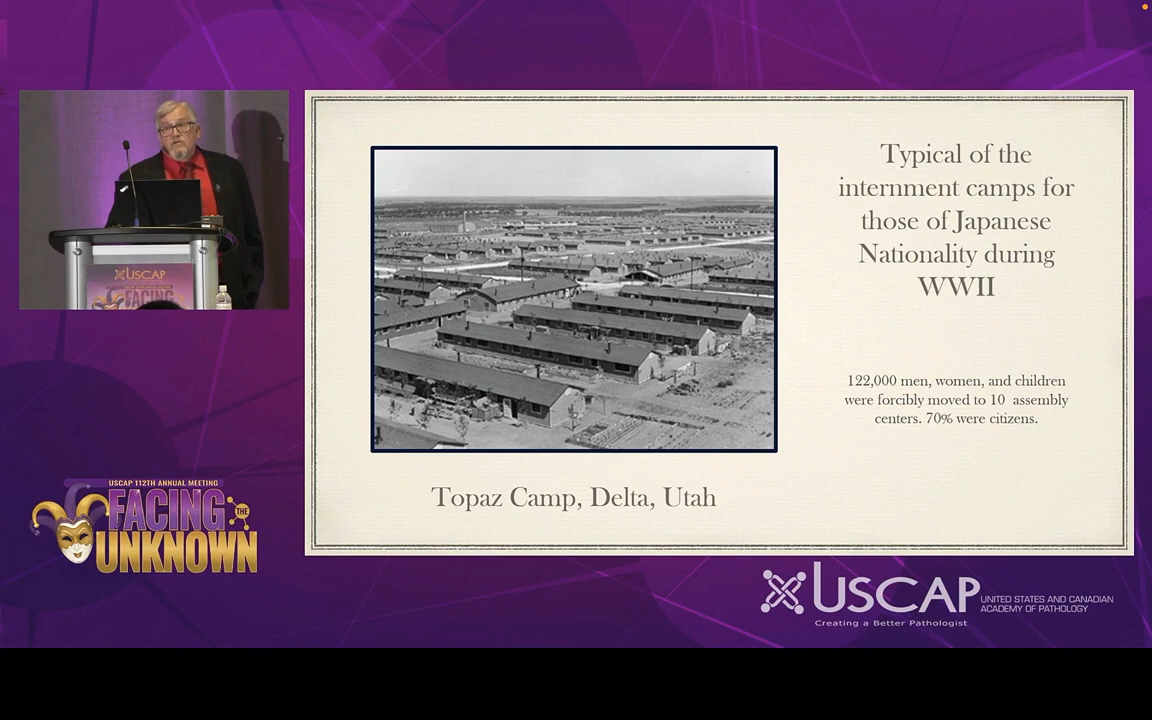 USCAP
FACING
USCAP 112TH ANNUAL MEETING
FACING
THE
UNKNOWN
Typical of the
internment camps for
those of Japanese
Nationality during
WWII
122,000 men, women, and children
were forcibly moved to 10 assembly
centers. 70% were citizens.
Topaz Camp, Delta, Utah
USCAP
UNITED STATES AND CANADIAN
ACADEMY OF PATHOLOGY
Creating a Better Pathologist